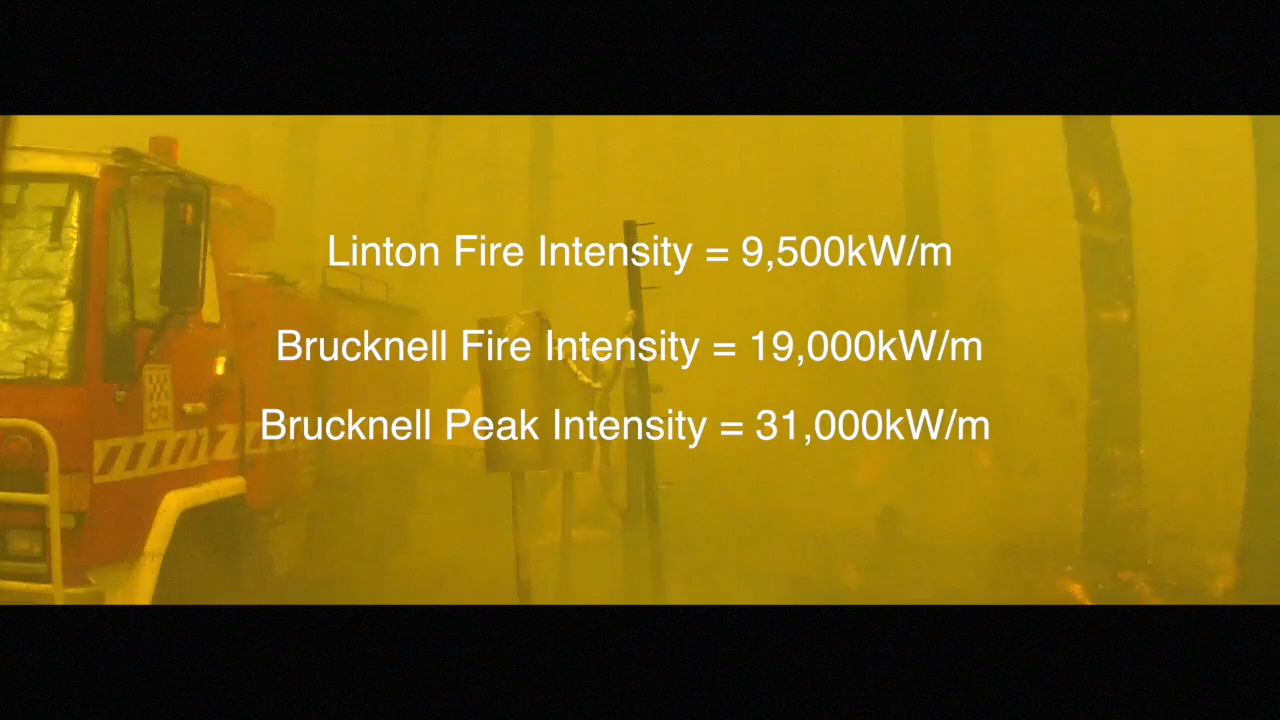 Linton Fire Intensity = 9,500kW/m
Brucknell Fire Intensity = 19,000kW/m
Brucknell Peak Intensity = 31,000kW/m